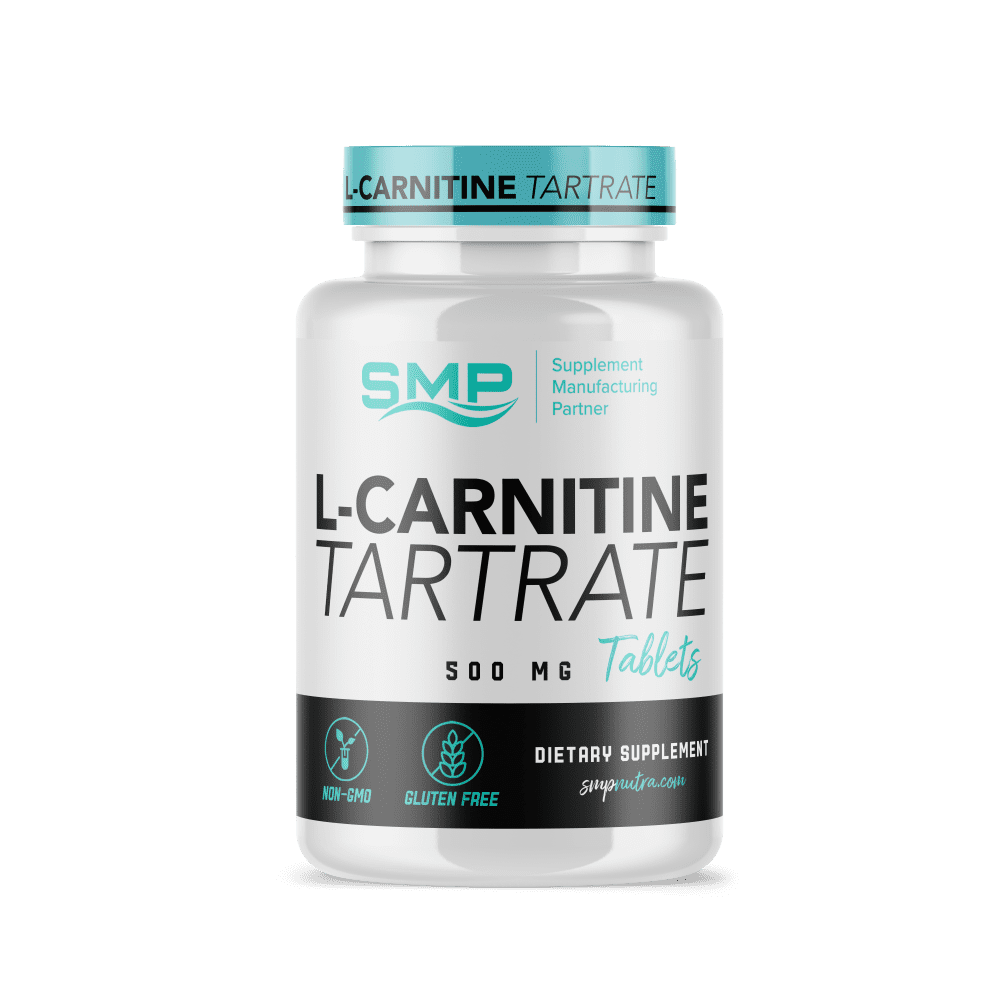 L-CARNITINE TARTRATE
SMP
Supplement
Manufacturing
Partner
L-CARNITINE
TARTRATE
500 MG Tablets
NON-GMO
GLUTEN FREE
DIETARY SUPPLEMENT
smpnutra.com